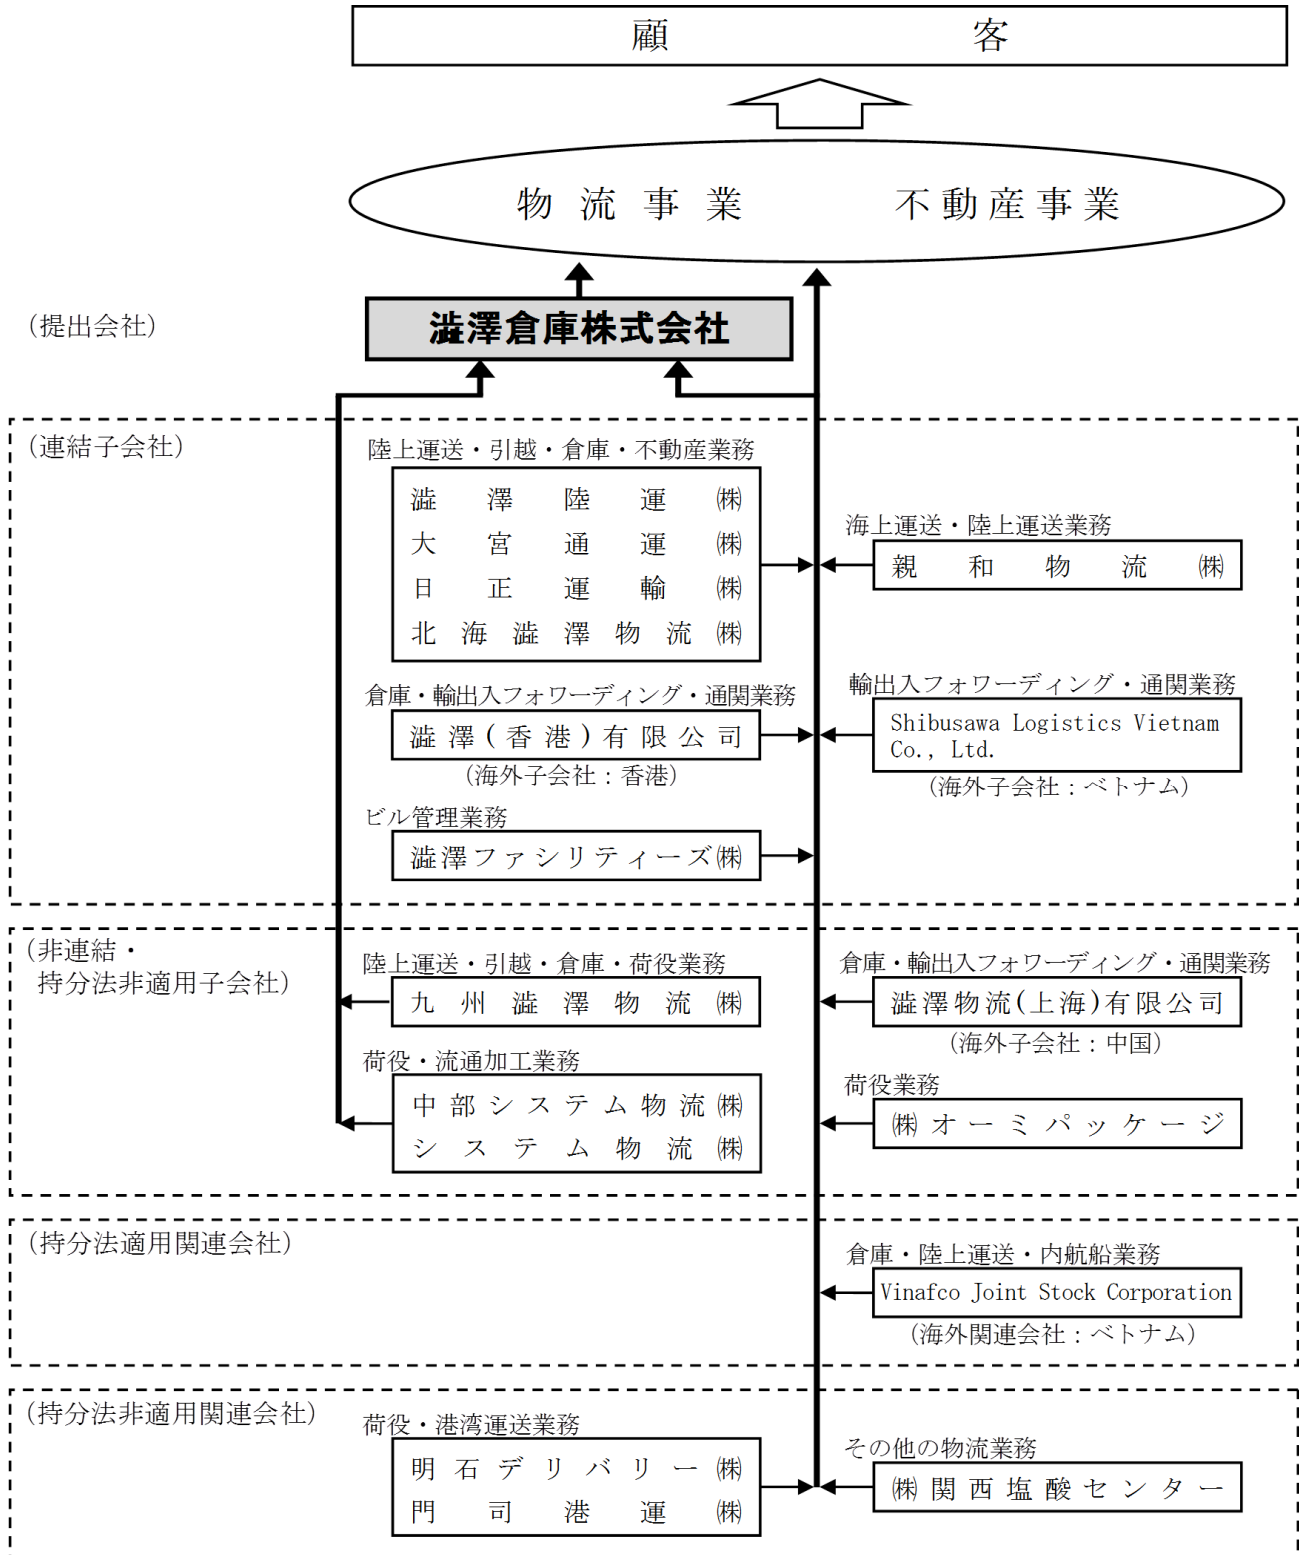 顧客
物流事業 不動産事業
(提出会社)
澁澤倉庫株式会社
(連結子会社)
陸上運送・引越・倉庫・不動産業務
澁澤陸運㈱
大宮通運㈱
日正運輸㈱
北海澁澤物流㈱
海上運送・陸上運送業務
親和物流㈱
倉庫・輸出入フォワーディング・通関業務
澁澤(香港)有限公司
(海外子会社：香港)
輸出入フォワーディング・通関業務
Shibusawa Logistics Vietnam
Co., Ltd.
(海外子会社：ベトナム)
ビル管理業務
澁澤ファシリティーズ㈱
(非連結・
持分法非適用子会社)
陸上運送・引越・倉庫・荷役業務
九州澁澤物流㈱
倉庫・輸出入フォワーディング・通関業務
澁澤物流(上海)有限公司
(海外子会社：中国)
荷役・流通加工業務
中部システム物流㈱
システム物流㈱
荷役業務
㈱オーミパッケージ
(持分法適用関連会社)
倉庫・陸上運送・内航船業務
Vinafco Joint Stock Corporation
(海外関連会社：ベトナム)
(持分法非適用関連会社)
荷役・港湾運送業務
明石デリバリー㈱
門司港運㈱
その他の物流業務
㈱関西塩酸センター